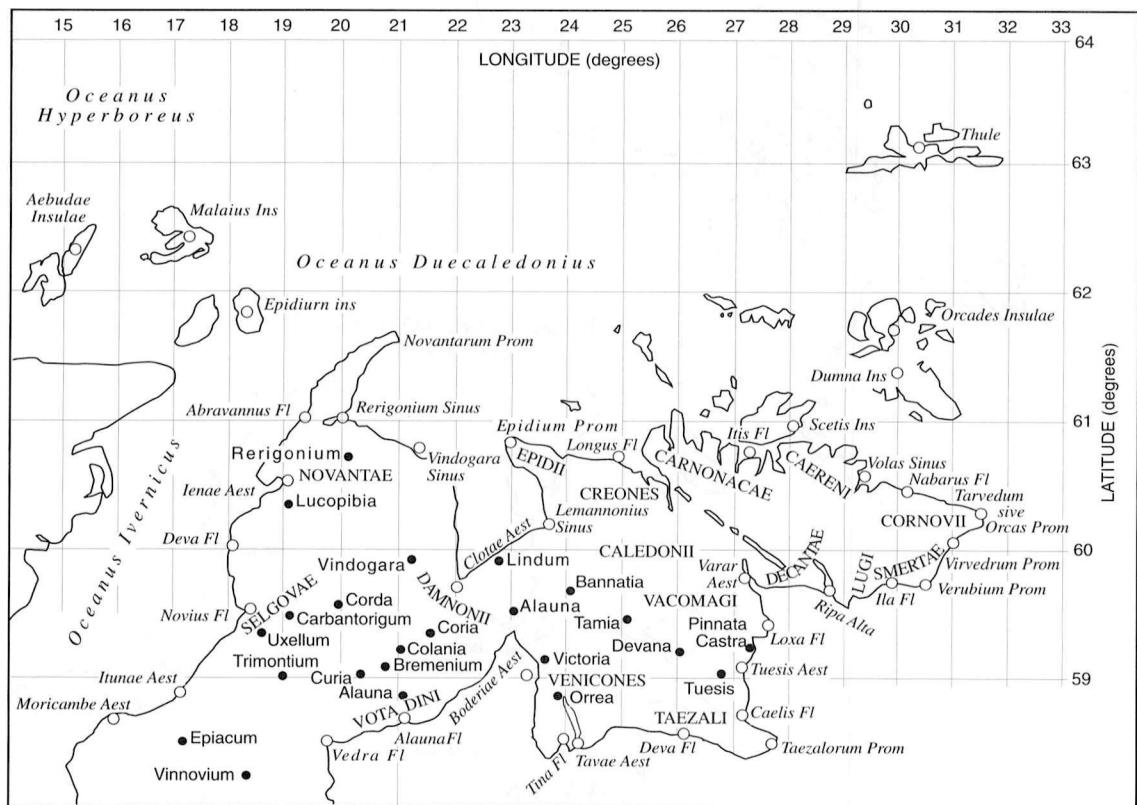 15 16 17 18 19 20 21 22 23 24 25 26 27 28 29 30 31 32 33
64
LONGITUDE (degrees)
Oceanus
Hyperboreus
Thule
63
Aebudae
Insulae
Malaius Ins
Oceanus Duecaledonius
62
Epidiurn ins
Orcades Insulae
Novantarum Prom
Dumna Ins
Abravannus Fl
Rerigonium Sinus
61
Epidium Prom
Longus Fl
Itis Fl
Scetis Ins
LATITUDE (degrees)
Rerigonium
Vindogara
Sinus
EPIDII
CARNONACAE
CAERENI
Volas Sinus
Nabarus Fl
NOVANTAE
Ienae Aest
CREONES
Tarvedum
sive
Orcas Prom
Lucopibia
Lemannonius
Sinus
CORNOVII
Oceanus Ivernicus
Deva Fl
Clotae Aest
60
Vindogara
Lindum
CALEDONII
Varar
Aest
DECANTAE
LUGI
SMERTAE
Virvedrum Prom
DAMNONII
Bannatia
VACOMAGI
Ripa Alta
Ila Fl
Verubium Prom
Novius Fl
SELGOVAE
Corda
Carbantorigum
Alauna
Tamia
Pinnata
Castra
Loxa Fl
Uxellum
Coria
Colania
Devana
Trimontium
Bremenium
Curia
Victoria
Tuesis Aest
Itunae Aest
Alauna
Boderiae Aest
VENICONES
Tuesis
59
Moricambe Aest
VOTADINI
Orrea
TAEZALI
Caelis Fl
Epiacum
Vedra Fl
Alauna Fl
Tina Fl
Tavae Aest
Deva Fl
Taezalorum Prom
Vinnovium